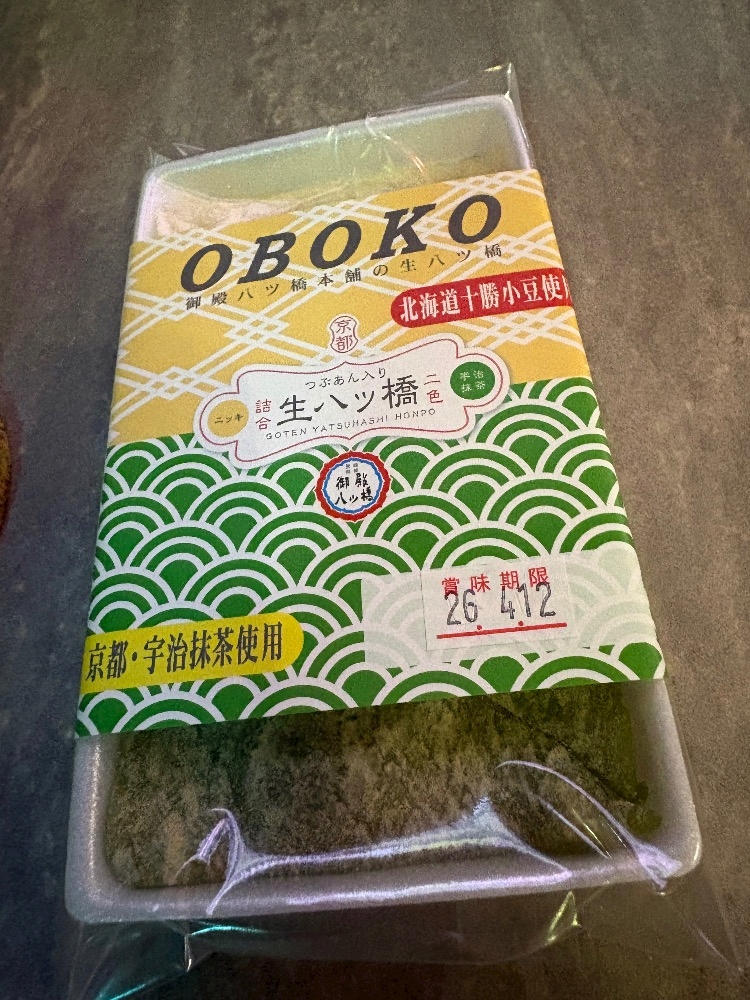 OBOKO
御殿八ツ橋本舗の生八ツ橋
北海道十勝小豆使
京都
つぶあん入り
ニッキ
詰合
生八ツ橋
二色
宇治抹茶
GOTEN YATSUHASHI HONPO
御殿
八ツ橋
賞味期限
26. 4.12
京都・宇治抹茶使用